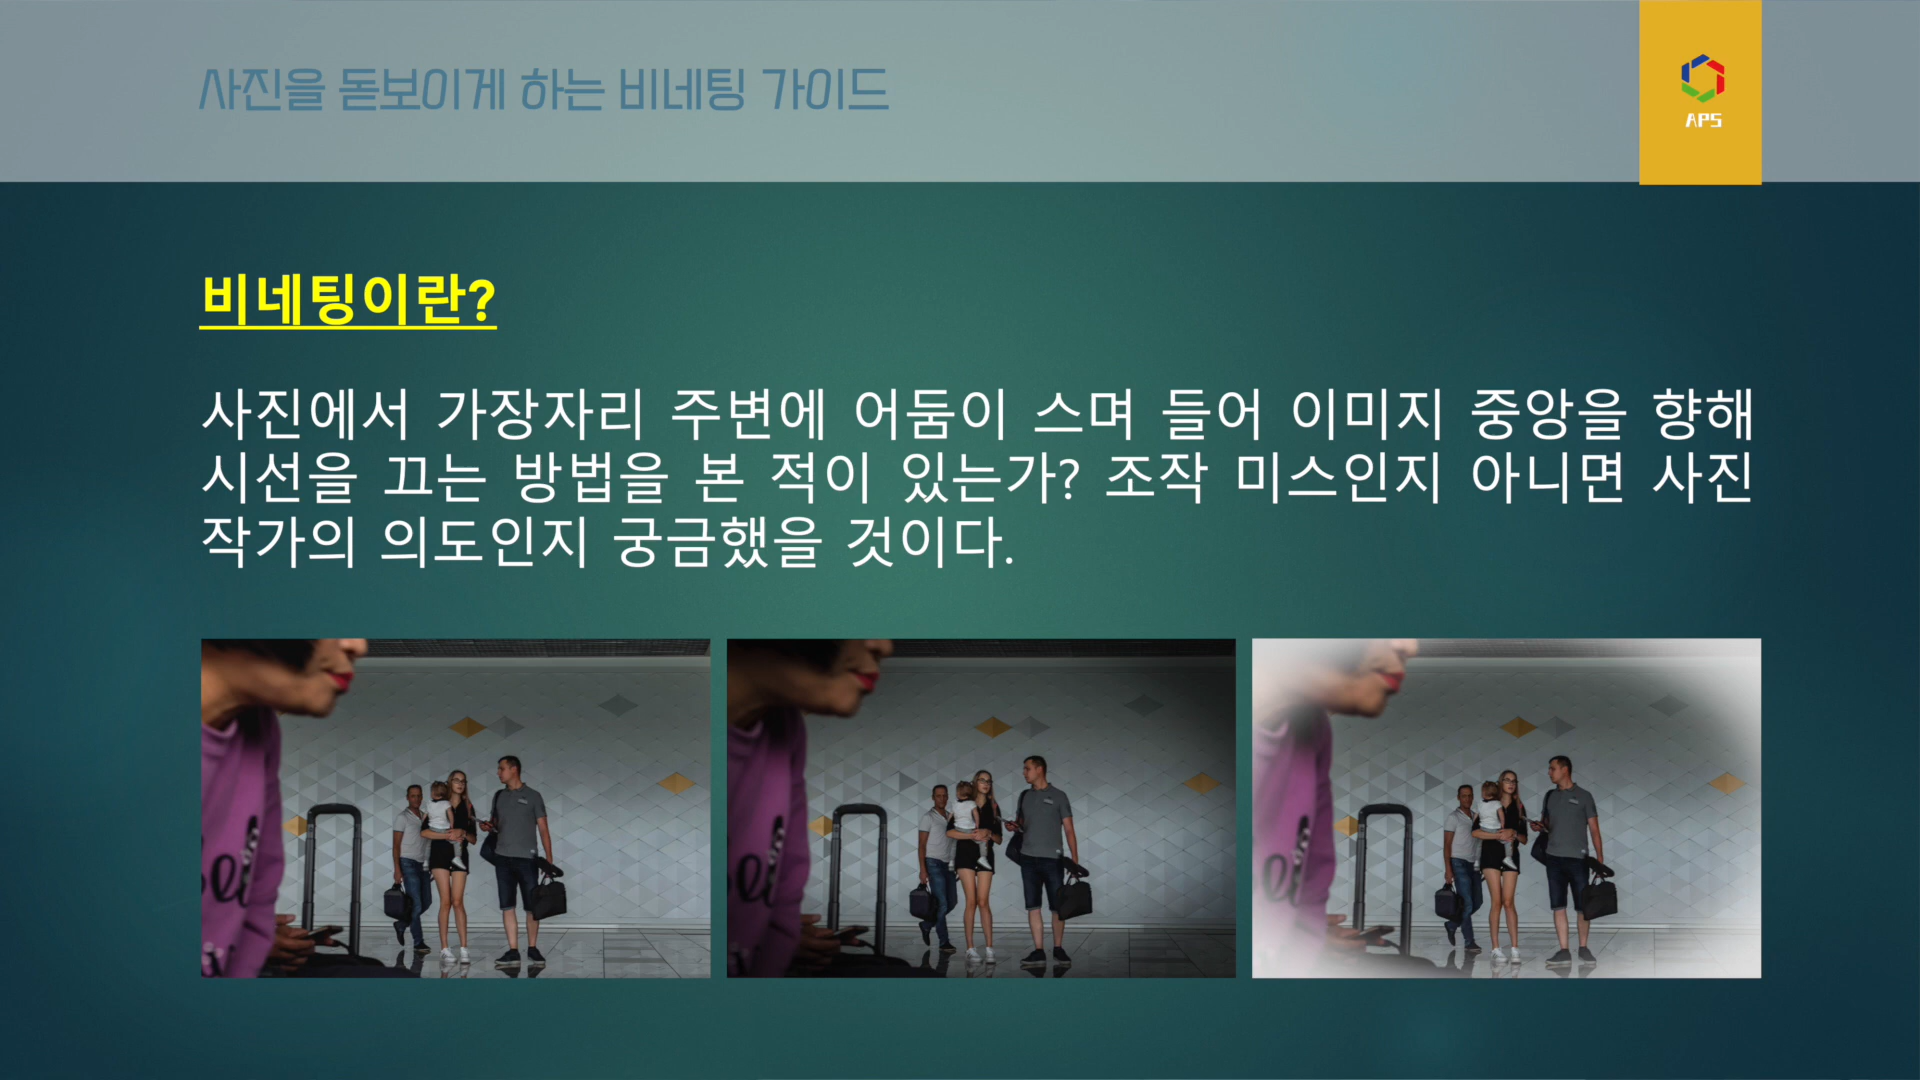 사진을 돋보이게 하는 비네팅 가이드
APS
비네팅이란?
사진에서 가장자리 주변에 어둠이 스며 들어 이미지 중앙을 향해
시선을 끄는 방법을 본 적이 있는가? 조작 미스인지 아니면 사진
작가의 의도인지 궁금했을 것이다.